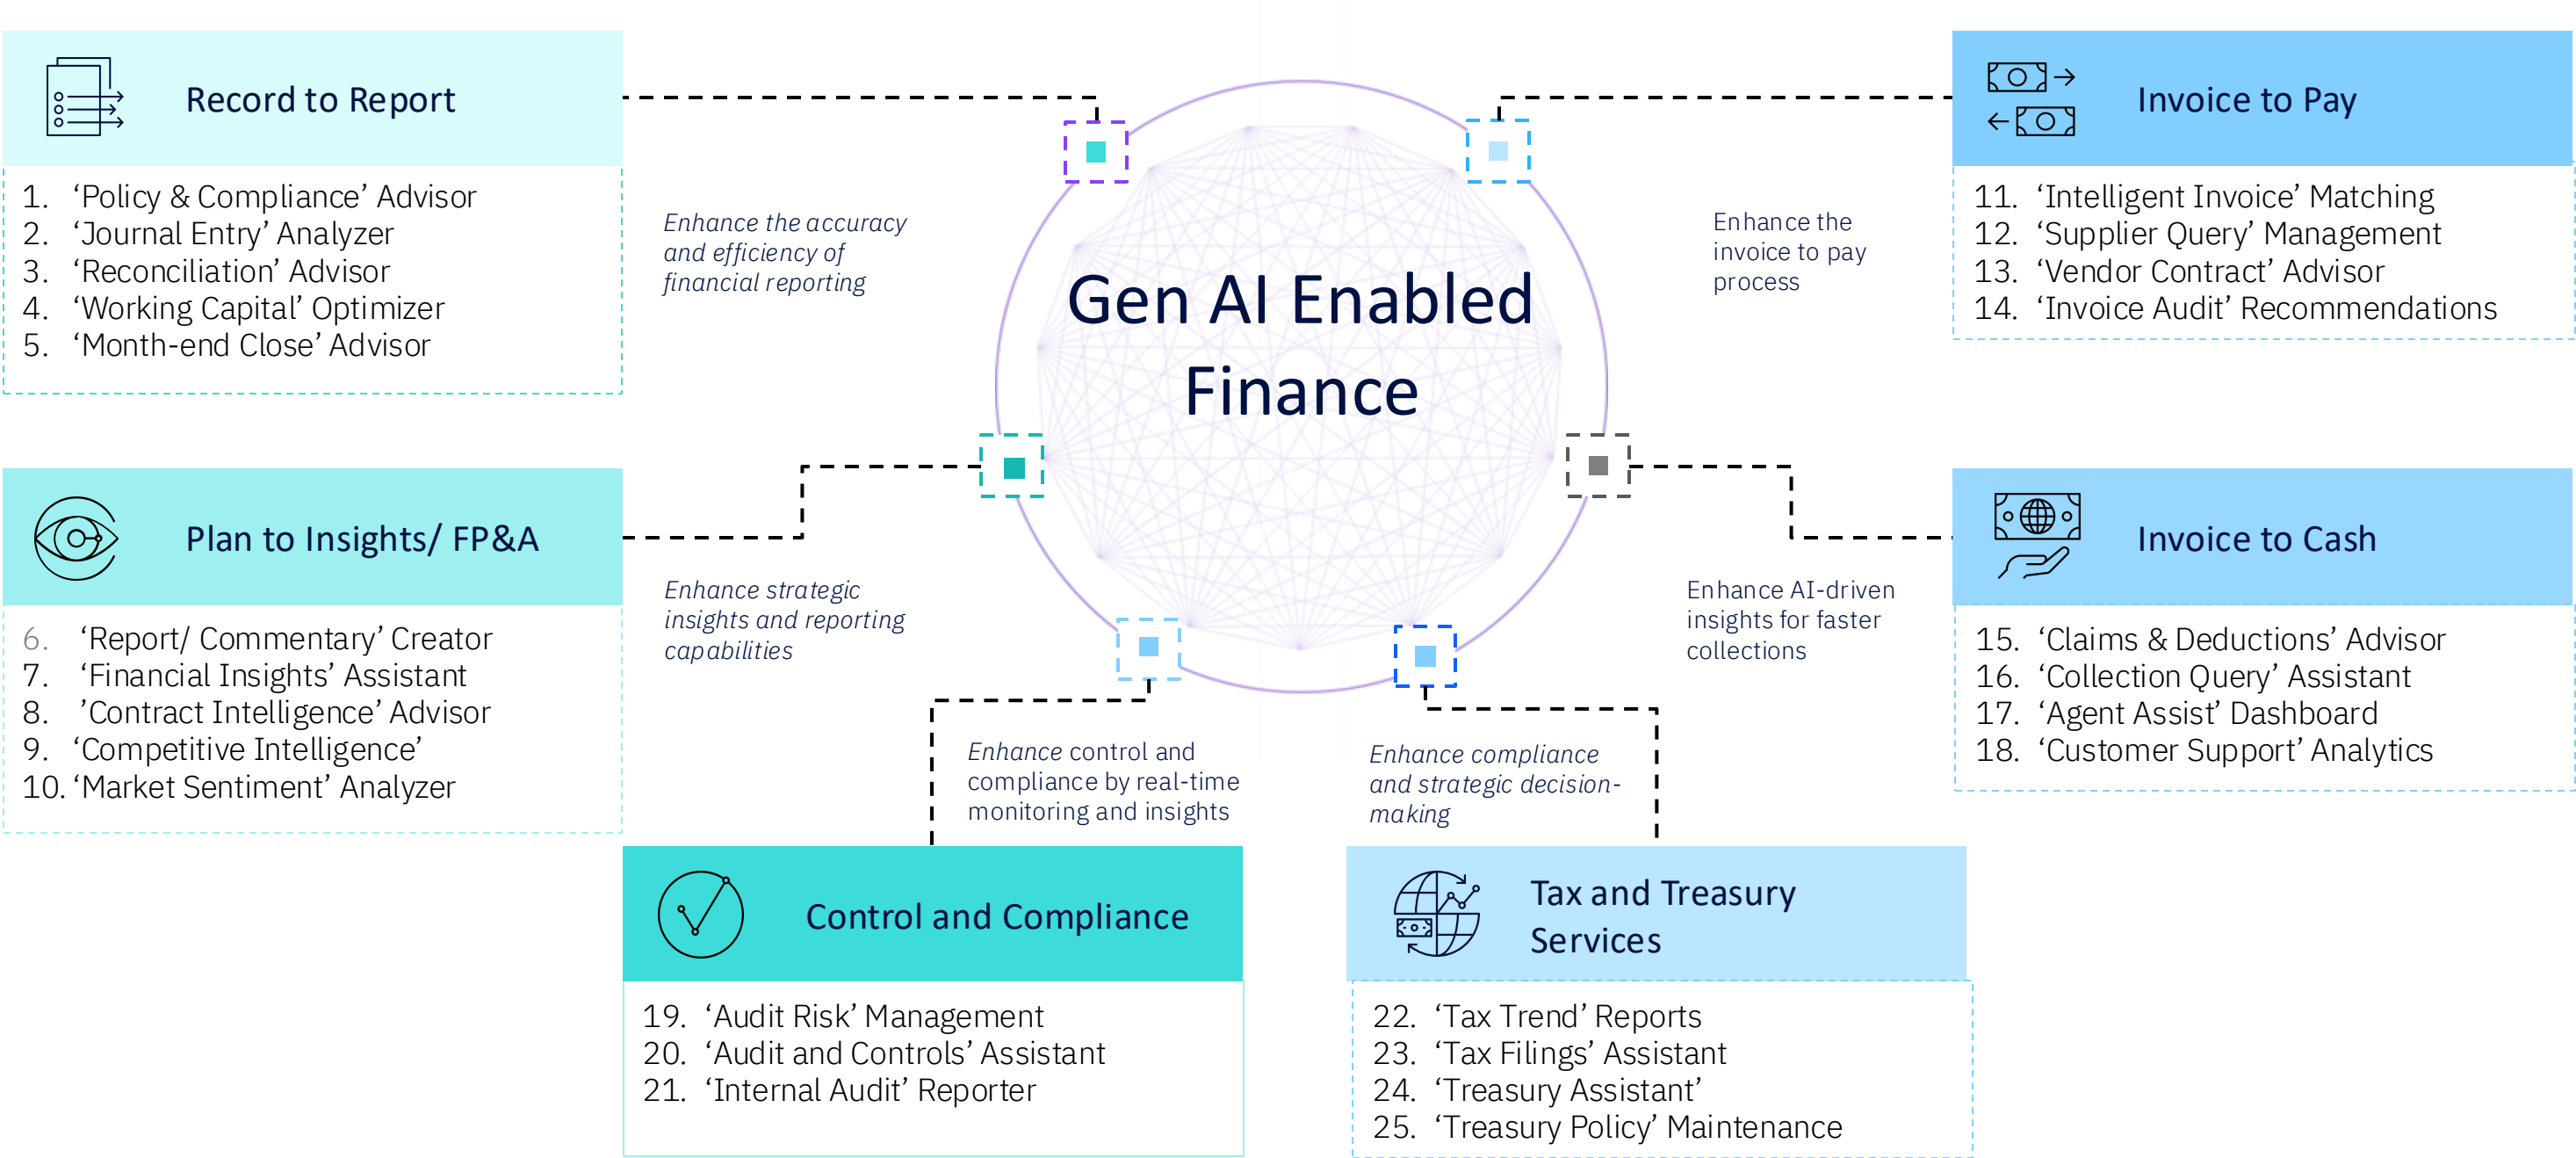 Record to Report
1. ‘Policy & Compliance’ Advisor
2. ‘Journal Entry’ Analyzer
3. ‘Reconciliation’ Advisor
4. ‘Working Capital’ Optimizer
5. ‘Month-end Close’ Advisor
Enhance the accuracy
and efficiency of
financial reporting
Gen AI Enabled
Finance
Enhance the
invoice to pay
process
Invoice to Pay
11. ‘Intelligent Invoice’ Matching
12. ‘Supplier Query’ Management
13. ‘Vendor Contract’ Advisor
14. ‘Invoice Audit’ Recommendations
Plan to Insights/ FP&A
6. ‘Report/ Commentary’ Creator
7. ‘Financial Insights’ Assistant
8. ’Contract Intelligence’ Advisor
9. ‘Competitive Intelligence’
10. ‘Market Sentiment’ Analyzer
Enhance strategic
insights and reporting
capabilities
Enhance AI-driven
insights for faster
collections
Invoice to Cash
15. ‘Claims & Deductions’ Advisor
16. ‘Collection Query’ Assistant
17. ‘Agent Assist’ Dashboard
18. ‘Customer Support’ Analytics
Enhance control and
compliance by real-time
monitoring and insights
Control and Compliance
19. ‘Audit Risk’ Management
20. ‘Audit and Controls’ Assistant
21. ‘Internal Audit’ Reporter
Enhance compliance
and strategic decision-
making
Tax and Treasury
Services
22. ‘Tax Trend’ Reports
23. ‘Tax Filings’ Assistant
24. ‘Treasury Assistant’
25. ‘Treasury Policy’ Maintenance